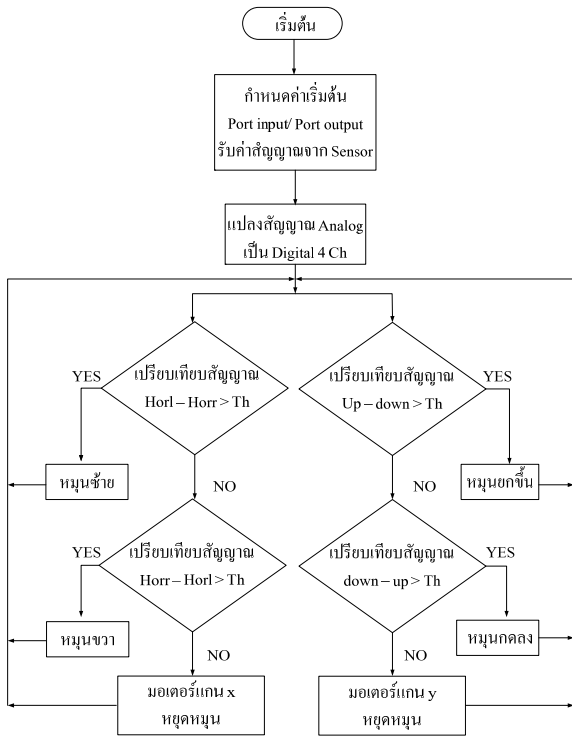 เริ่มต้น
กำหนดค่าเริ่มต้น
Port input/ Port output
รับค่าสํญญาณจาก Sensor
แปลงสัญญาณ Analog
เป็น Digital 4 Ch
YES
เปรียบเทียบสัญญาณ
Horl – Horr > Th
หมุนซ้าย
NO
เปรียบเทียบสัญญาณ
Up – down > Th
YES
หมุนยกขึ้น
NO
YES
เปรียบเทียบสัญญาณ
Horr – Horl > Th
หมุนขวา
NO
เปรียบเทียบสัญญาณ
down – up > Th
YES
หมุนกดลง
NO
มอเตอร์แกน x
หยุดหมุน
มอเตอร์แกน y
หยุดหมุน